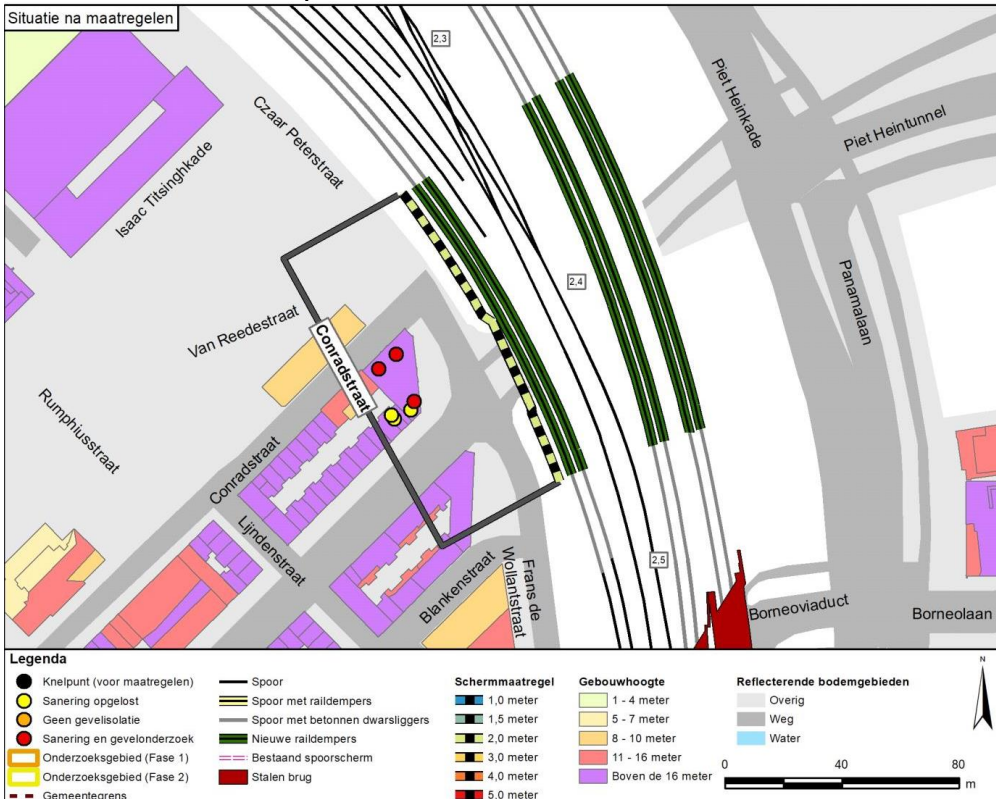 Situatie na maatregelen
2,3
Czaar Peterstraat
Isaac Titsinghkade
Piet Heinkade
Piet Heintunnel
2,4
Panamalaan
Van Reedestraat
Conradstraat
Rumphiusstraat
Conradstraat
Lijndenstraat
Blankenstraat
Frans de
Wollantstraat
2,5
Borneoviaduct
Borneolaan
Legenda
Knelpunt (voor maatregelen)
Sanering opgelost
Geen gevelisolatie
Sanering en gevelonderzoek
Onderzoeksgebied (Fase 1)
Onderzoeksgebied (Fase 2)
Gemeentegrens
Spoor
Spoor met raildempers
Spoor met betonnen dwarsliggers
Nieuwe raildempers
Bestaand spoorscherm
Stalen brug
Schermmaatregel
1,0 meter
1,5 meter
2,0 meter
3,0 meter
4,0 meter
5,0 meter
Gebouwhoogte
1 - 4 meter
5 - 7 meter
8 - 10 meter
11 - 16 meter
Boven de 16 meter
Reflecterende bodemgebieden
Overig
Weg
Water
N
0 40 80
m